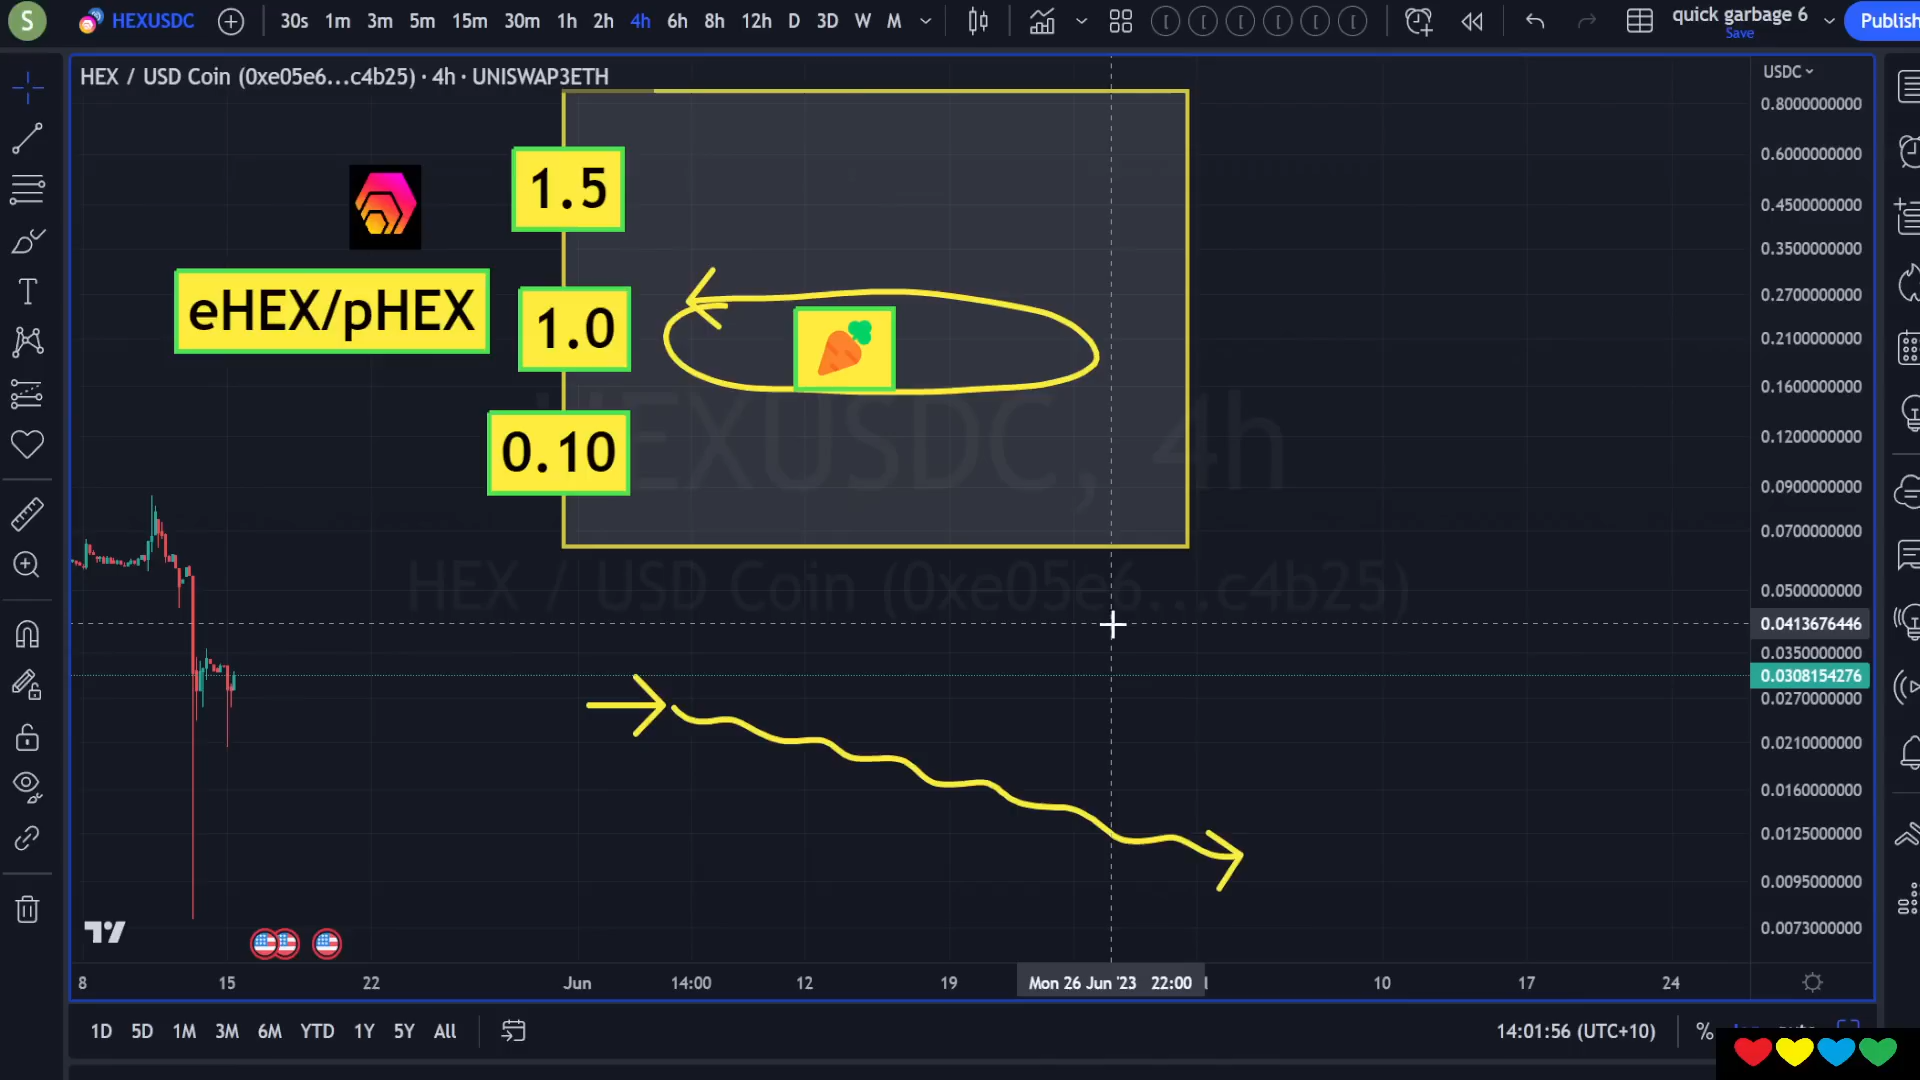 S
HEXUSDC 30s 1m 3m 5m 15m 30m 1h 2h 4h 6h 8h 12h D 3D W M quick garbage 6 Publish
Save
HEX / USD Coin (0xe05e6...c4b25) · 4h · UNISWAP3ETH
USDC
0.8000000000
0.6000000000
1.5
0.4500000000
0.3500000000
eHEX/pHEX
0.2700000000
1.0
0.2100000000
0.1600000000
HEXUSDC, 4h
0.1200000000
0.10
0.0900000000
0.0700000000
HEX / USD Coin (0xe05e6...c4b25)
0.0500000000
0.0413676446
0.0350000000
0.0308154276
0.0270000000
0.0210000000
0.0160000000
0.0125000000
0.0095000000
0.0073000000
8 15 22 Jun 14:00 12 19 Mon 26 Jun '23 22:00 10 17 24
1D 5D 1M 3M 6M YTD 1Y 5Y All 14:01:56 (UTC+10) %